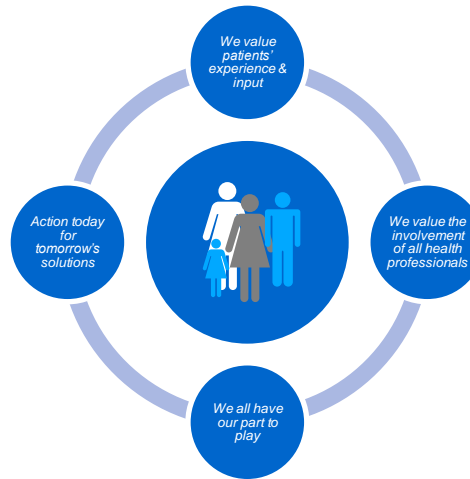 We value
patients’
experience &
input
Action today
for
tomorrow’s
solutions
We value the
involvement
of all health
professionals
We all have
our part to
play